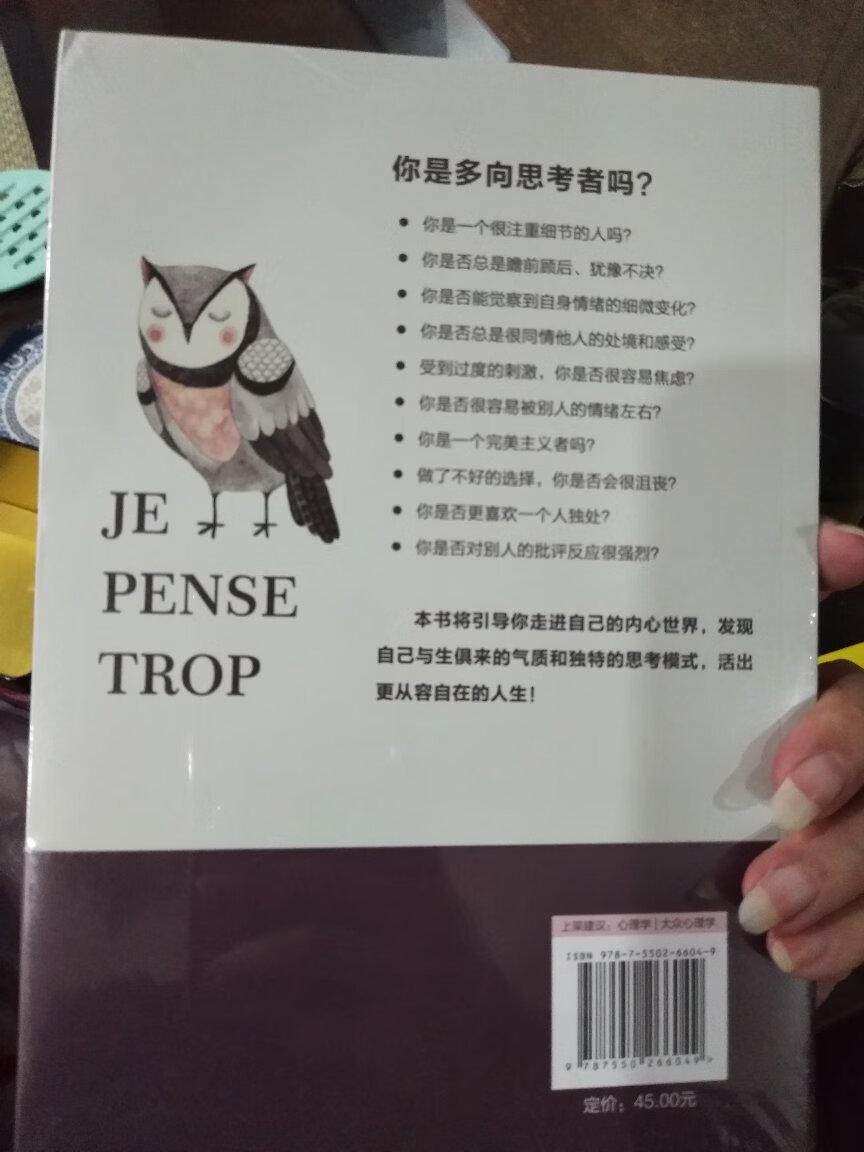 你是多向思考者吗？
• 你是一个很注重细节的人吗？
• 你是否总是瞻前顾后、犹豫不决？
• 你是否能觉察到自身情绪的细微变化？
• 你是否总是很同情他人的处境和感受？
• 受到过度的刺激，你是否很容易焦虑？
• 你是否很容易被别人的情绪左右？
• 你是一个完美主义者吗？
• 做了不好的选择，你是否会很沮丧？
• 你是否更喜欢一个人独处？
• 你是否对别人的批评反应很强烈？
JE
PENSE
TROP
本书将引导你走进自己的内心世界，发现
自己与生俱来的气质和独特的思考模式，活出
更从容自在的人生！
上架建议：心理学|大众心理学
ISBN 978-7-5502-6604-9
9 787550 266049 >
定价：45.00元